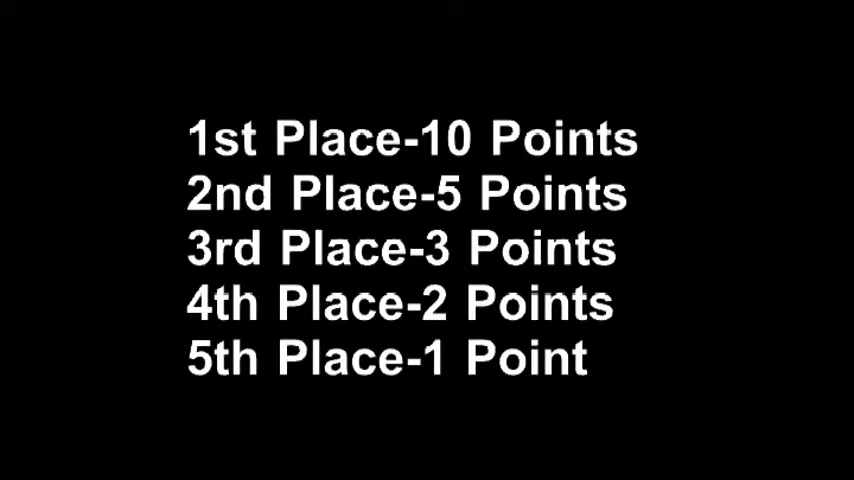 1st Place-10 Points
2nd Place-5 Points
3rd Place-3 Points
4th Place-2 Points
5th Place-1 Point